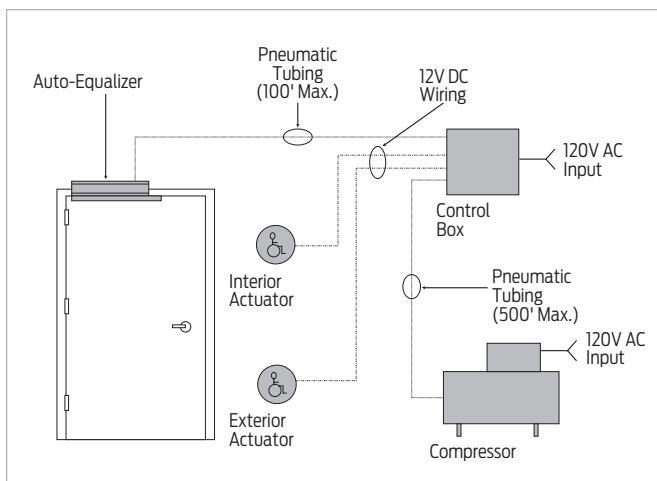 Pneumatic
Tubing
(100' Max.)
Auto-Equalizer
12V DC
Wiring
120V AC
Input
Control
Box
Interior
Actuator
Pneumatic
Tubing
(500' Max.)
120V AC
Input
Exterior
Actuator
Compressor